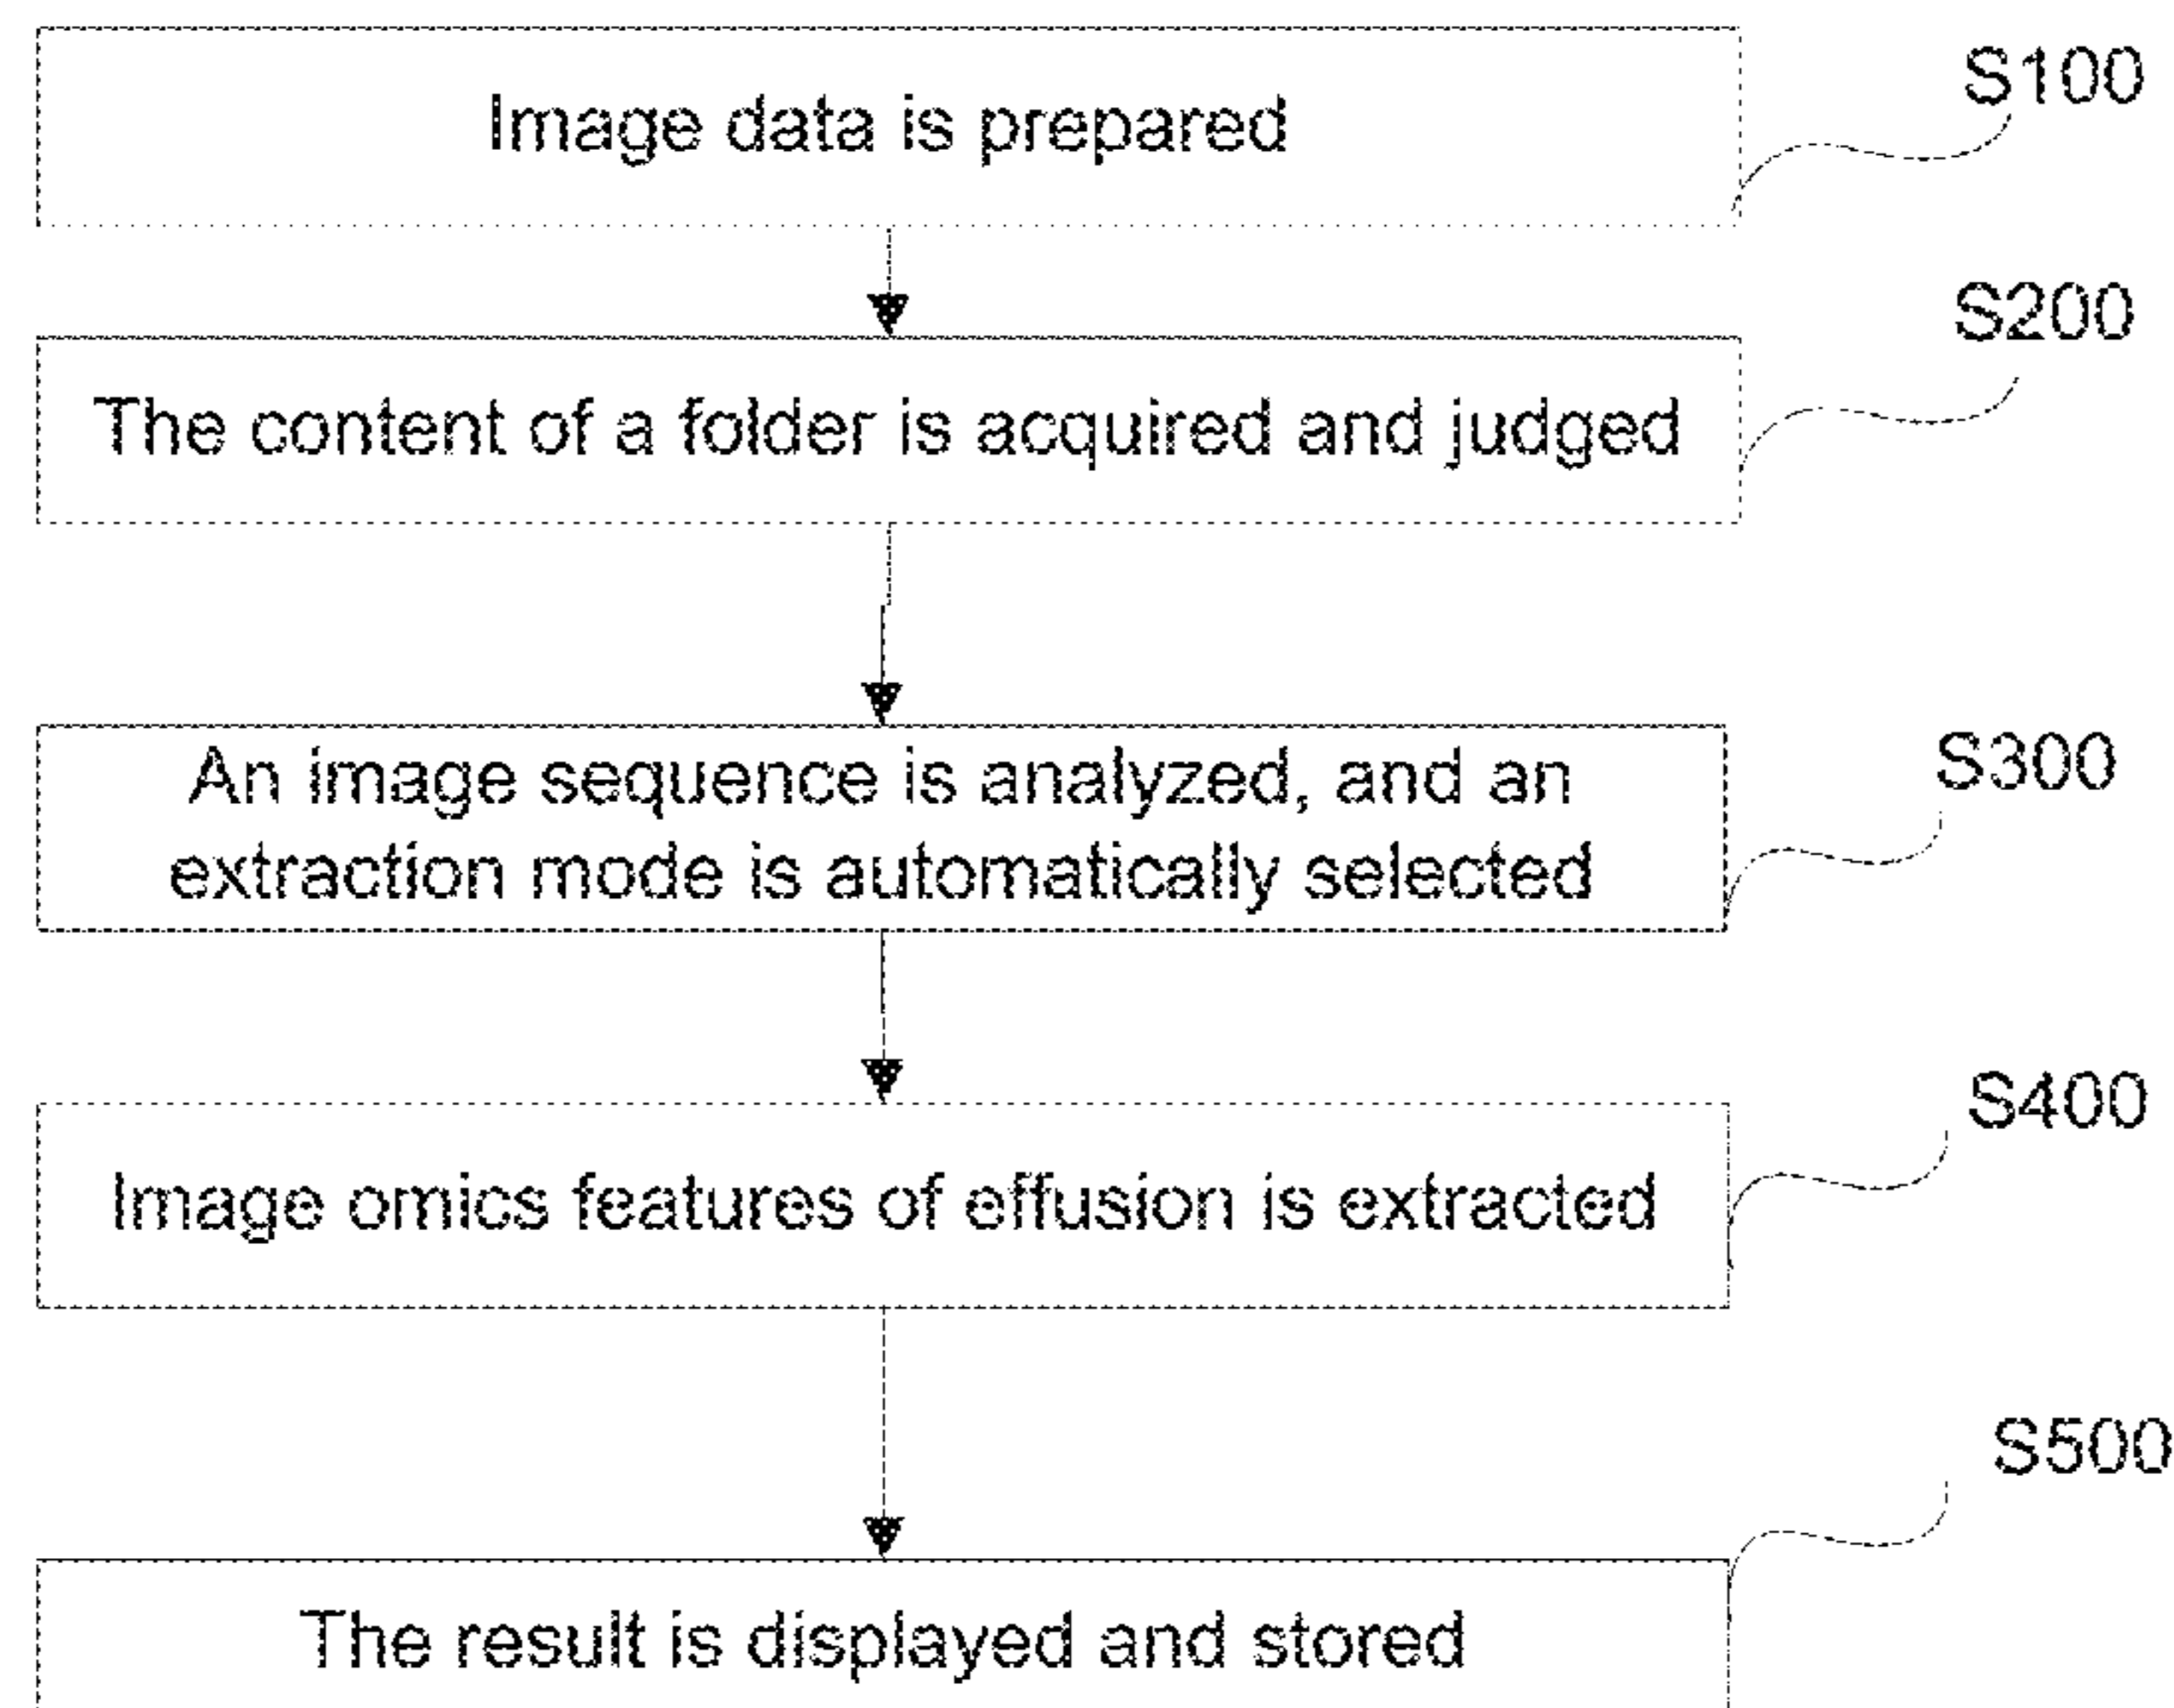 Image data is prepared
S100
The content of a folder is acquired and judged
S200
An image sequence is analyzed, and an
extraction mode is automatically selected
S300
Image omics features of effusion is extracted
S400
The result is displayed and stored
S500